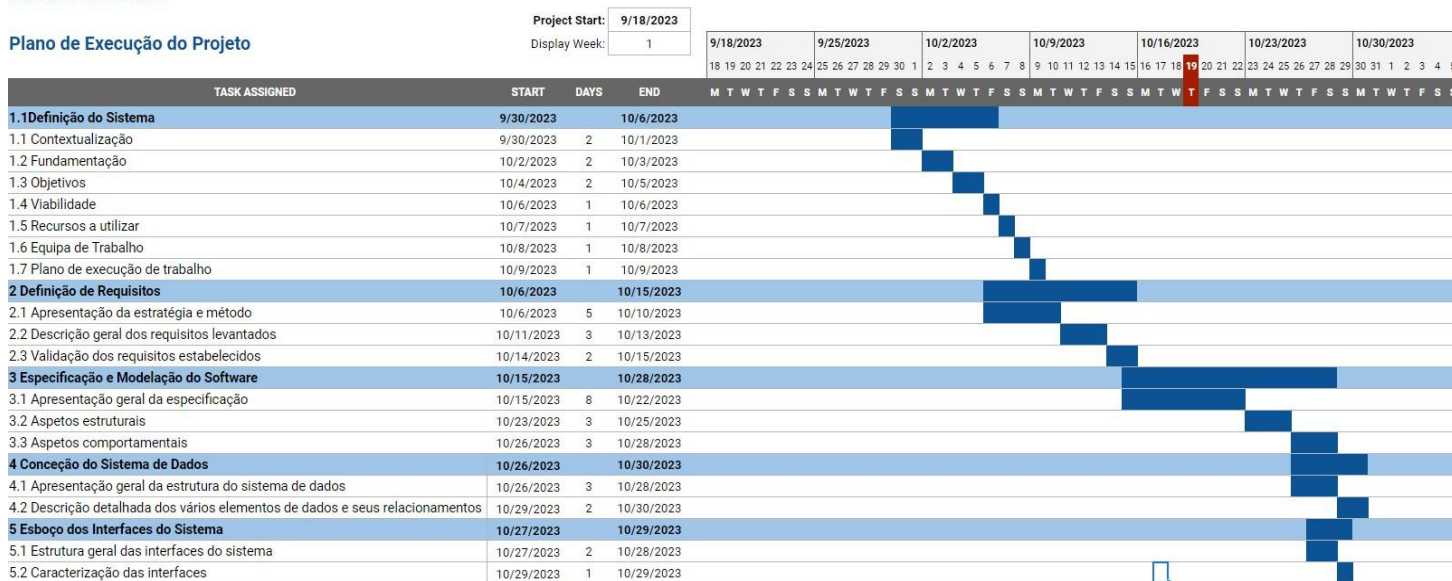 Project Start: 9/18/2023
Plano de Execução do Projeto Display Week: 1 9/18/2023 9/25/2023 10/2/2023 10/9/2023 10/16/2023 10/23/2023 10/30/2023
18 19 20 21 22 23 24 25 26 27 28 29 30 1 2 3 4 5 6 7 8 9 10 11 12 13 14 15 16 17 18 19 20 21 22 23 24 25 26 27 28 29 30 31 1 2 3 4
TASK ASSIGNED START DAYS END M T W T F S S M T W T F S S M T W T F S S M T W T F S S M T W T F S S M T W T F S S M T W T F S
1.1Definição do Sistema 9/30/2023 10/6/2023
1.1 Contextualização 9/30/2023 2 10/1/2023
1.2 Fundamentação 10/2/2023 2 10/3/2023
1.3 Objetivos 10/4/2023 2 10/5/2023
1.4 Viabilidade 10/6/2023 1 10/6/2023
1.5 Recursos a utilizar 10/7/2023 1 10/7/2023
1.6 Equipa de Trabalho 10/8/2023 1 10/8/2023
1.7 Plano de execução de trabalho 10/9/2023 1 10/9/2023
2 Definição de Requisitos 10/6/2023 10/15/2023
2.1 Apresentação da estratégia e método 10/6/2023 5 10/10/2023
2.2 Descrição geral dos requisitos levantados 10/11/2023 3 10/13/2023
2.3 Validação dos requisitos estabelecidos 10/14/2023 2 10/15/2023
3 Especificação e Modelação do Software 10/15/2023 10/28/2023
3.1 Apresentação geral da especificação 10/15/2023 8 10/22/2023
3.2 Aspetos estruturais 10/23/2023 3 10/25/2023
3.3 Aspetos comportamentais 10/26/2023 3 10/28/2023
4 Conceção do Sistema de Dados 10/26/2023 10/30/2023
4.1 Apresentação geral da estrutura do sistema de dados 10/26/2023 3 10/28/2023
4.2 Descrição detalhada dos vários elementos de dados e seus relacionamentos 10/29/2023 2 10/30/2023
5 Esboço dos Interfaces do Sistema 10/27/2023 10/29/2023
5.1 Estrutura geral das interfaces do sistema 10/27/2023 2 10/28/2023
5.2 Caracterização das interfaces 10/29/2023 1 10/29/2023